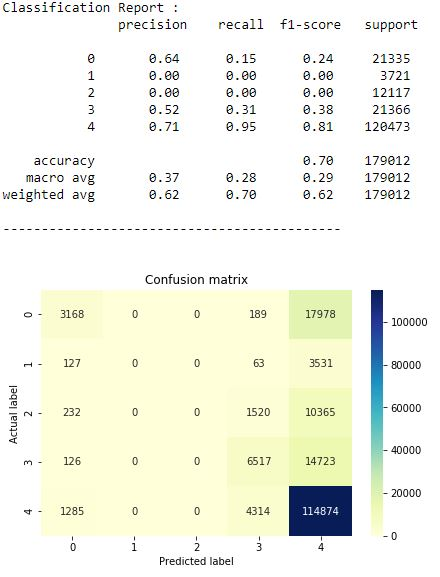 Classification Report :
precision recall f1-score support
0 0.64 0.15 0.24 21335
1 0.00 0.00 0.00 3721
2 0.00 0.00 0.00 12117
3 0.52 0.31 0.38 21366
4 0.71 0.95 0.81 120473
accuracy 0.70 179012
macro avg 0.37 0.28 0.29 179012
weighted avg 0.62 0.70 0.62 179012
-------------------------------------------
Confusion matrix
Actual label
0 3168 0 0 189 17978
1 127 0 0 63 3531
2 232 0 0 1520 10365
3 126 0 0 6517 14723
4 1285 0 0 4314 114874
0 1 2 3 4
Predicted label
100000
80000
60000
40000
20000
0